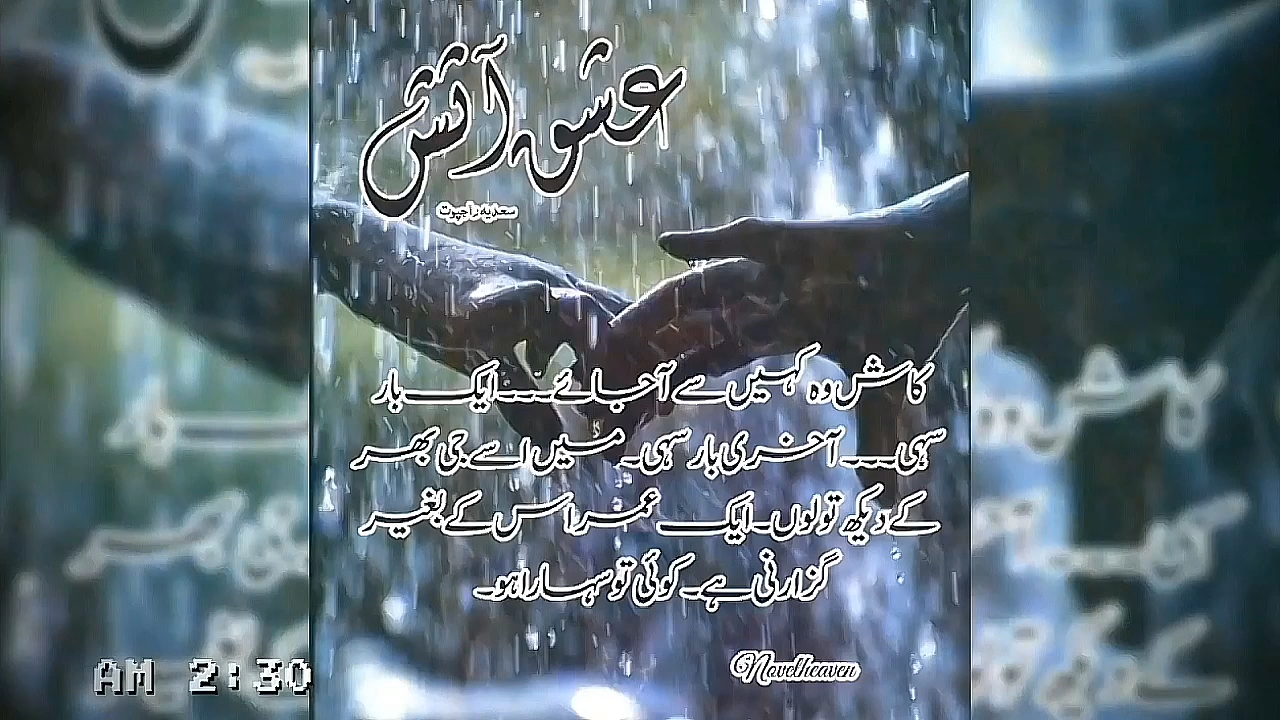 عشق آتش
سعدیہ راجپوت
کاش وہ کہیں سے آجائے۔۔۔ ایک بار
سہی۔۔۔ آخری بار سہی۔ میں اسے جی بھر
کے دیکھ تو لوں۔ ایک عمر اس کے بغیر
گزارنی ہے۔ کوئی تو سہارا ہو۔
Novelheaven
AM 2:30